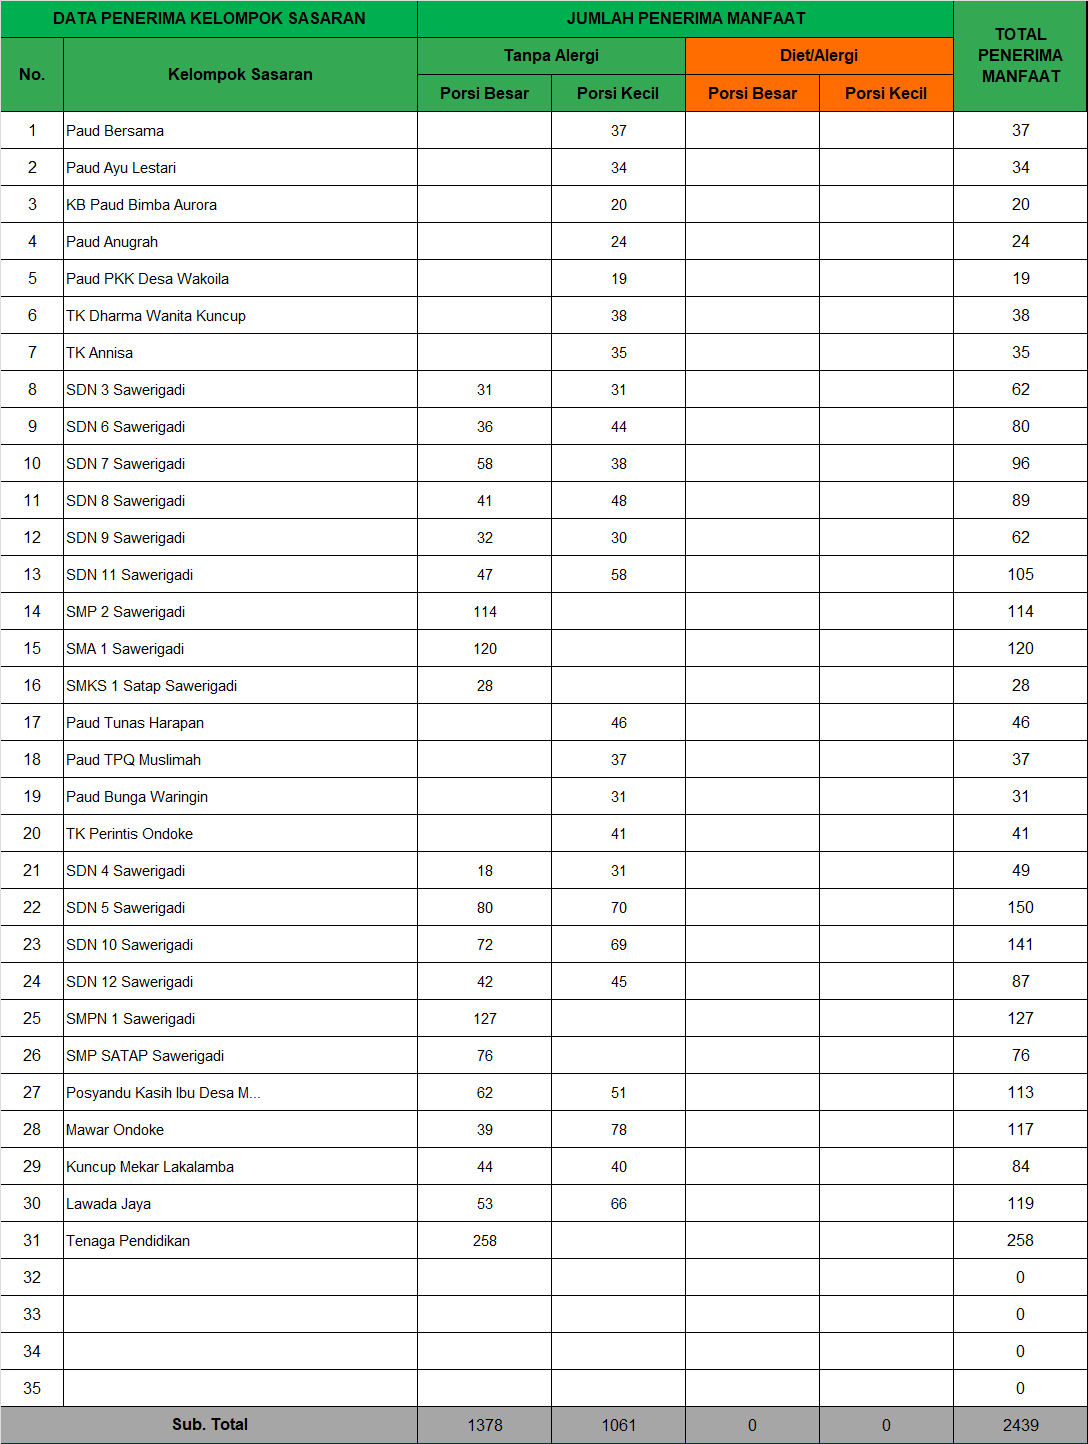 DATA PENERIMA KELOMPOK SASARAN JUMLAH PENERIMA MANFAAT TOTAL PENERIMA MANFAAT
No. Kelompok Sasaran Tanpa Alergi Diet/Alergi
Porsi Besar Porsi Kecil Porsi Besar Porsi Kecil
1 Paud Bersama 37 37
2 Paud Ayu Lestari 34 34
3 KB Paud Bimba Aurora 20 20
4 Paud Anugrah 24 24
5 Paud PKK Desa Wakoila 19 19
6 TK Dharma Wanita Kuncup 38 38
7 TK Annisa 35 35
8 SDN 3 Sawerigadi 31 31 62
9 SDN 6 Sawerigadi 36 44 80
10 SDN 7 Sawerigadi 58 38 96
11 SDN 8 Sawerigadi 41 48 89
12 SDN 9 Sawerigadi 32 30 62
13 SDN 11 Sawerigadi 47 58 105
14 SMP 2 Sawerigadi 114 114
15 SMA 1 Sawerigadi 120 120
16 SMKS 1 Satap Sawerigadi 28 28
17 Paud Tunas Harapan 46 46
18 Paud TPQ Muslimah 37 37
19 Paud Bunga Waringin 31 31
20 TK Perintis Ondoke 41 41
21 SDN 4 Sawerigadi 18 31 49
22 SDN 5 Sawerigadi 80 70 150
23 SDN 10 Sawerigadi 72 69 141
24 SDN 12 Sawerigadi 42 45 87
25 SMPN 1 Sawerigadi 127 127
26 SMP SATAP Sawerigadi 76 76
27 Posyandu Kasih Ibu Desa M... 62 51 113
28 Mawar Ondoke 39 78 117
29 Kuncup Mekar Lakalamba 44 40 84
30 Lawada Jaya 53 66 119
31 Tenaga Pendidikan 258 258
32 0
33 0
34 0
35 0
Sub. Total 1378 1061 0 0 2439